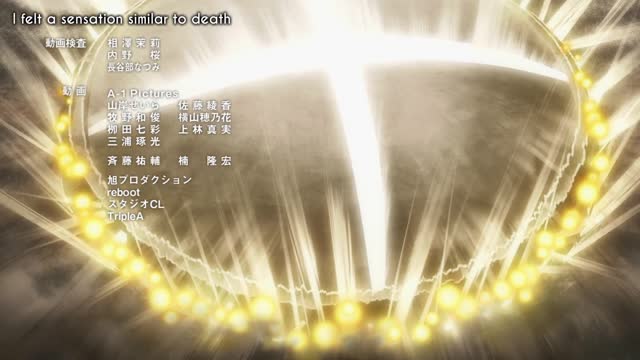 I felt a sensation similar to death
動画検査 相澤茉莉
内野 桜
長谷部なつみ
動画 A-1 Pictures
山岸せいら 佐藤綾香
牧野和俊 横山穂乃花
柳田七彩 上林真実
三浦琢光
斉藤祐輔 楠 隆宏
旭プロダクション
reboot
スタジオCL
TripleA